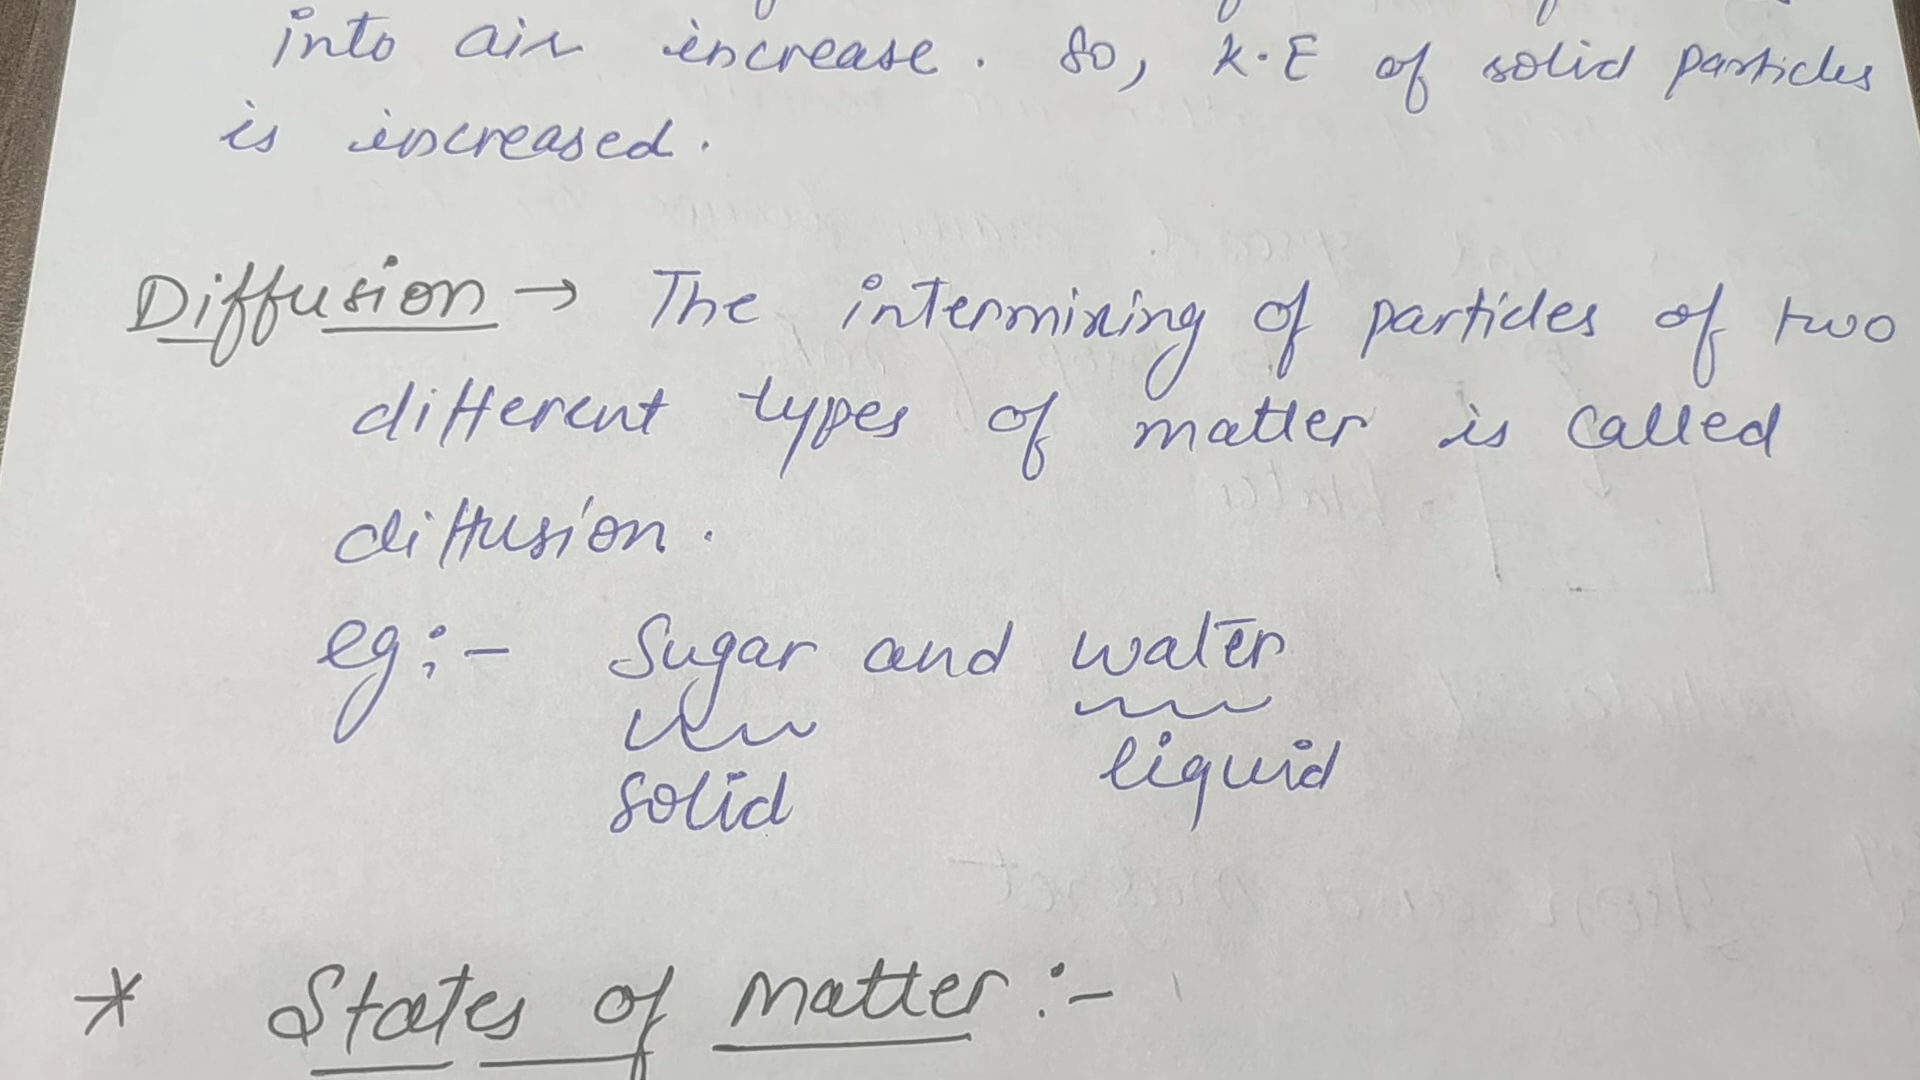 into air increase. So, K.E of solid particles
is increased.
Diffusion → The intermixing of particles of two
different types of matter is called
diffusion.
eg:- Sugar and water
solid liquid
* States of matter :-